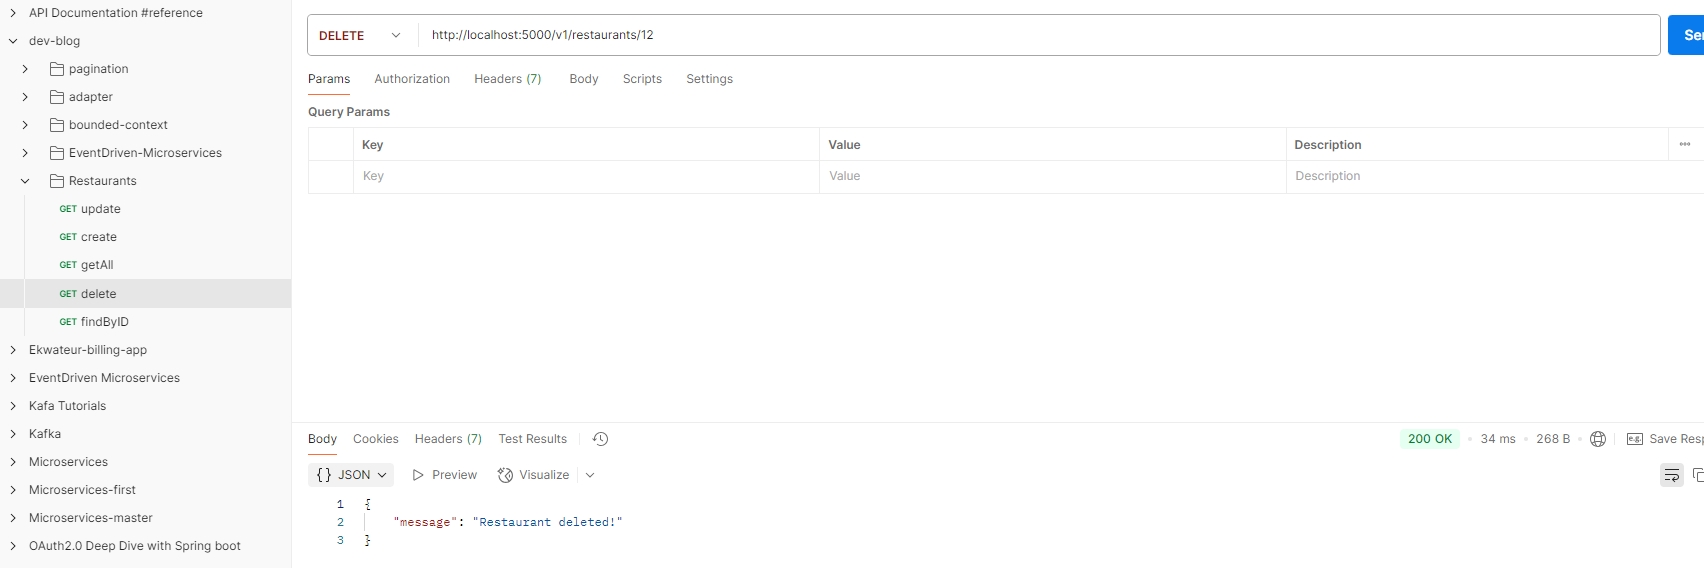 API Documentation #reference
dev-blog
pagination
adapter
bounded-context
EventDriven-Microservices
Restaurants
GET update
GET create
GET getAll
GET delete
GET findByID
Ekwateur-billing-app
EventDriven Microservices
Kafa Tutorials
Kafka
Microservices
Microservices-first
Microservices-master
OAuth2.0 Deep Dive with Spring boot
DELETE http://localhost:5000/v1/restaurants/12 Sen
Params Authorization Headers (7) Body Scripts Settings
Query Params
Key Value Description
Key Value Description
Body Cookies Headers (7) Test Results 200 OK 34 ms 268 B e.g. Save Resp
{} JSON Preview Visualize
1 {
2 "message": "Restaurant deleted!"
3 }